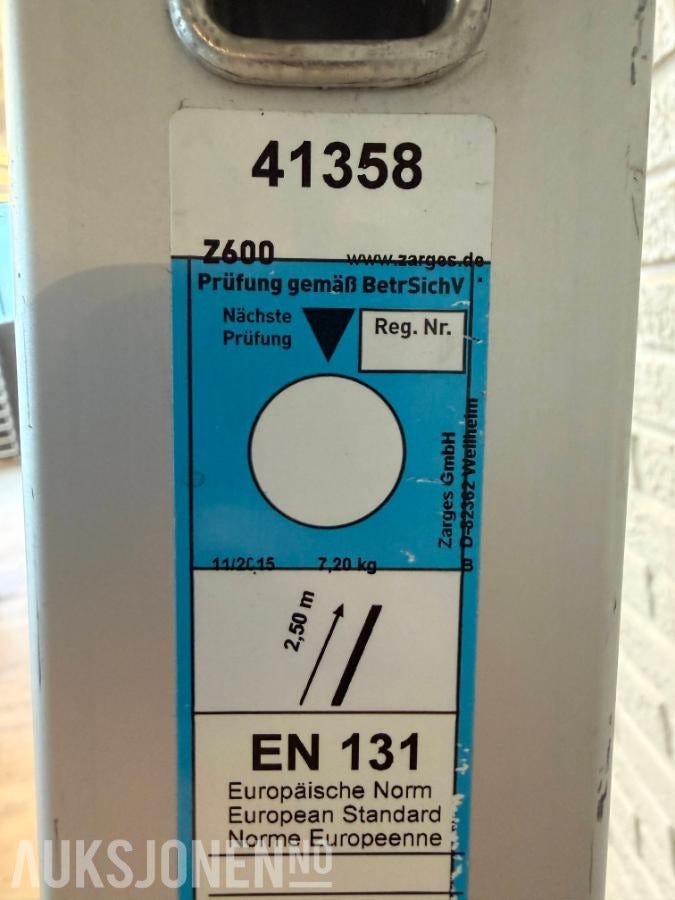 41358
Z600 www.zarges.de
Prüfung gemäß BetrSichV
Nächste
Prüfung
Reg. Nr.
Zarges GmbH
D-82362 Weilheim
11/2015 7,20 kg B
2,50 m
EN 131
Europäische Norm
European Standard
Norme Europeenne
AUKSJONEN NO